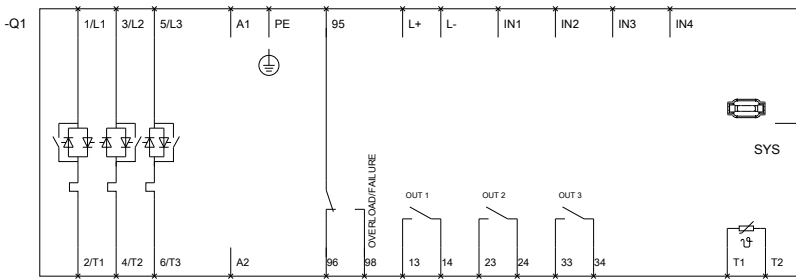 -Q1
1/L1 3/L2 5/L3 A1 PE 95 L+ L- IN1 IN2 IN3 IN4
SYS
OVERLOAD/FAILURE
OUT 1 OUT 2 OUT 3
ϑ
2/T1 4/T2 6/T3 A2 96 98 13 14 23 24 33 34 T1 T2